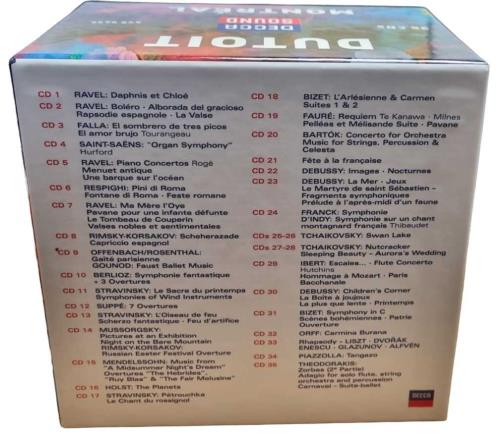 DUTOIT
MONTRÉAL
DECCA
SOUND
CD 1 RAVEL: Daphnis et Chloé
CD 2 RAVEL: Boléro · Alborada del gracioso
Rapsodie espagnole · La Valse
CD 3 FALLA: El sombrero de tres picos
El amor brujo Tourangeau
CD 4 SAINT-SAËNS: "Organ Symphony"
Hurford
CD 5 RAVEL: Piano Concertos Rogé
Menuet antique
Une barque sur l'océan
CD 6 RESPIGHI: Pini di Roma
Fontane di Roma · Feste romane
CD 7 RAVEL: Ma Mère l'Oye
Pavane pour une infante défunte
Le Tombeau de Couperin
Valses nobles et sentimentales
CD 8 RIMSKY-KORSAKOV: Scheherazade
Capriccio espagnol
CD 9 OFFENBACH/ROSENTHAL:
Gaîté parisienne
GOUNOD: Faust Ballet Music
CD 10 BERLIOZ: Symphonie fantastique
+ 3 Overtures
CD 11 STRAVINSKY: Le Sacre du printemps
Symphonies of Wind Instruments
CD 12 SUPPÉ: 7 Overtures
CD 13 STRAVINSKY: L'Oiseau de feu
Scherzo fantastique · Feu d'artifice
CD 14 MUSSORGSKY:
Pictures at an Exhibition
Night on the Bare Mountain
RIMSKY-KORSAKOV:
Russian Easter Festival Overture
CD 15 MENDELSSOHN: Music from
"A Midsummer Night's Dream"
Overtures "The Hebrides",
"Ruy Blas" & "The Fair Melusine"
CD 16 HOLST: The Planets
CD 17 STRAVINSKY: Pétrouchka
Le Chant du rossignol
CD 18 BIZET: L'Arlésienne & Carmen
Suites 1 & 2
CD 19 FAURÉ: Requiem Te Kanawa · Milnes
Pelléas et Mélisande Suite · Pavane
CD 20 BARTÓK: Concerto for Orchestra
Music for Strings, Percussion
& Celesta
CD 21 Fête à la française
CD 22 DEBUSSY: Images · Nocturnes
CD 23 DEBUSSY: La Mer · Jeux
Le Martyre de saint Sébastien –
Fragments symphoniques
Prélude à l'après-midi d'un faune
CD 24 FRANCK: Symphonie
D'INDY: Symphonie sur un chant
montagnard français Thibaudet
CDs 25-26 TCHAIKOVSKY: Swan Lake
CDs 27-28 TCHAIKOVSKY: Nutcracker
Sleeping Beauty · Aurora's Wedding
CD 28 IBERT: Escales... · Flute Concerto
Hutchins
Hommage à Mozart · Paris
Bacchanale
CD 30 DEBUSSY: Children's Corner
La Boîte à joujoux
La plus que lente · Printemps
CD 31 BIZET: Symphony in C
Scènes bohémiennes · Patrie
Ouverture
CD 32 ORFF: Carmina Burana
CD 33 Rhapsody · LISZT · DVOŘÁK
ENESCU · GLAZUNOV · ALFVÉN
CD 34 PIAZZOLLA: Tangazo
CD 35 THEODORAKIS:
Zorbas (2nd Partie)
Adagio for solo flute, string
orchestra and percussion
Carnaval · Suite-ballet
DECCA